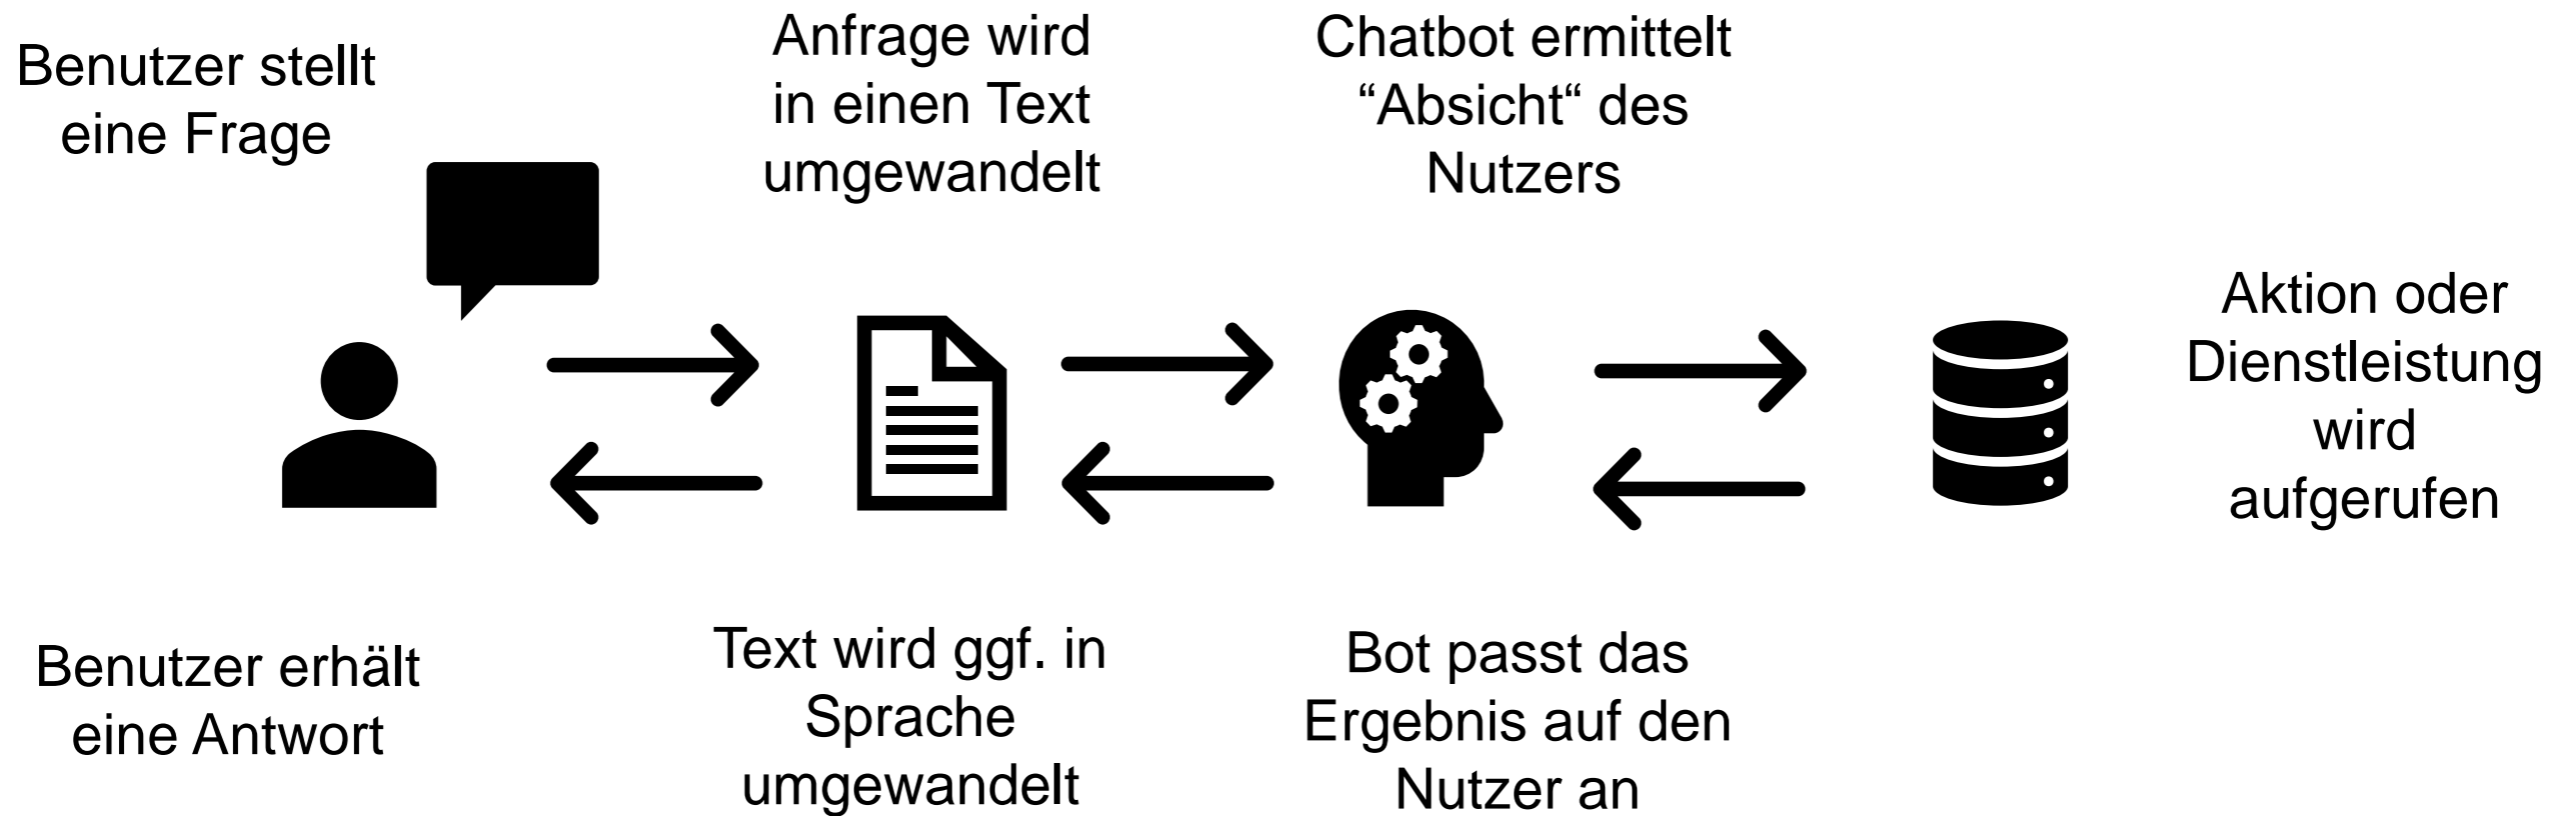 Benutzer stellt
eine Frage
Anfrage wird
in einen Text
umgewandelt
Chatbot ermittelt
“Absicht“ des
Nutzers
Aktion oder
Dienstleistung
wird
aufgerufen
Benutzer erhält
eine Antwort
Text wird ggf. in
Sprache
umgewandelt
Bot passt das
Ergebnis auf den
Nutzer an